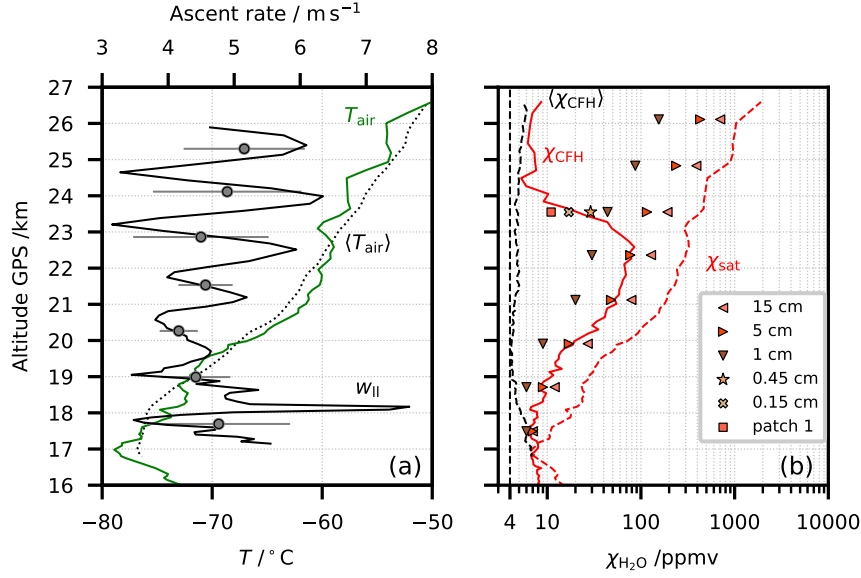 Ascent rate / m s⁻¹
3 4 5 6 7 8
Altitude GPS /km
27
26
25
24
23
22
21
20
19
18
17
16
T_air
⟨T_air⟩
w_ll
(a)
−80 −70 −60 −50
T / °C
⟨χ_CFH⟩
χ_CFH
χ_sat
15 cm
5 cm
1 cm
0.45 cm
0.15 cm
patch 1
(b)
4 10 100 1000 10000
χ_H₂O /ppmv